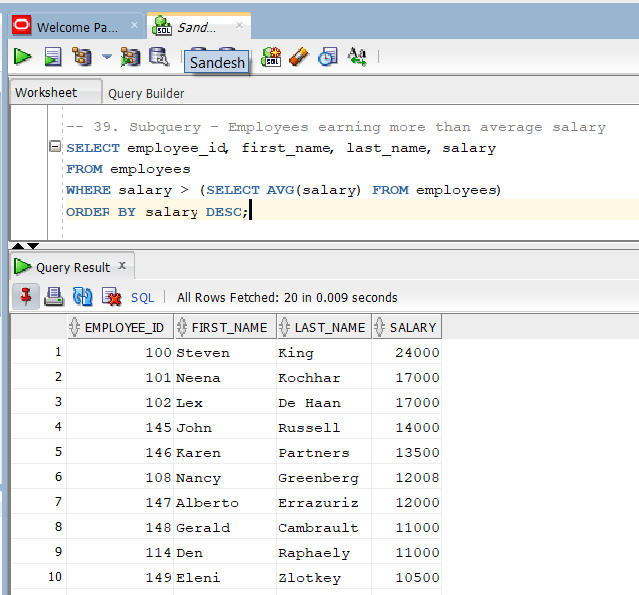 Welcome Pa... Sand...
SQL
Sandesh SQL Aa
Worksheet Query Builder
-- 39. Subquery - Employees earning more than average salary
SELECT employee_id, first_name, last_name, salary
FROM employees
WHERE salary > (SELECT AVG(salary) FROM employees)
ORDER BY salary DESC;
Query Result
SQL All Rows Fetched: 20 in 0.009 seconds
EMPLOYEE_ID FIRST_NAME LAST_NAME SALARY
1 100 Steven King 24000
2 101 Neena Kochhar 17000
3 102 Lex De Haan 17000
4 145 John Russell 14000
5 146 Karen Partners 13500
6 108 Nancy Greenberg 12008
7 147 Alberto Errazuriz 12000
8 148 Gerald Cambrault 11000
9 114 Den Raphaely 11000
10 149 Eleni Zlotkey 10500